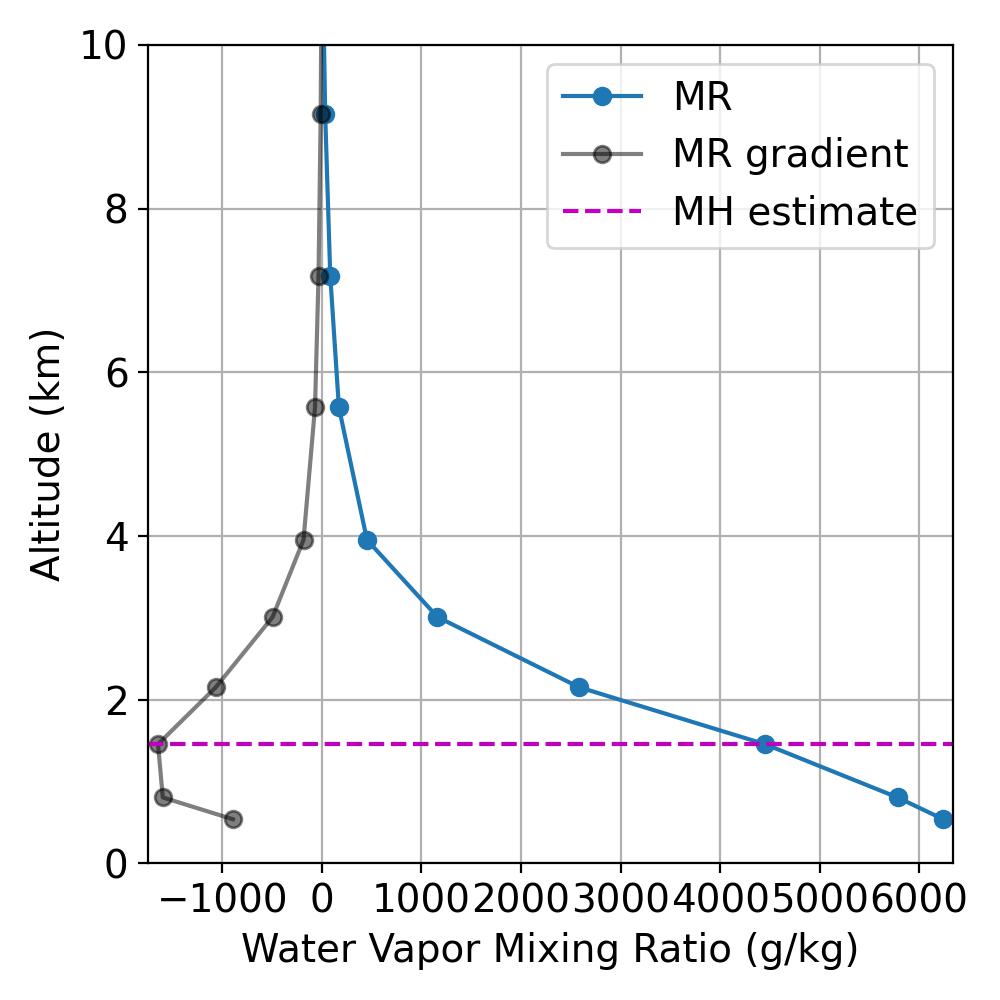 10
8
6
4
2
0
Altitude (km)
MR
MR gradient
MH estimate
−1000 0 1000 2000 3000 4000 5000 6000
Water Vapor Mixing Ratio (g/kg)